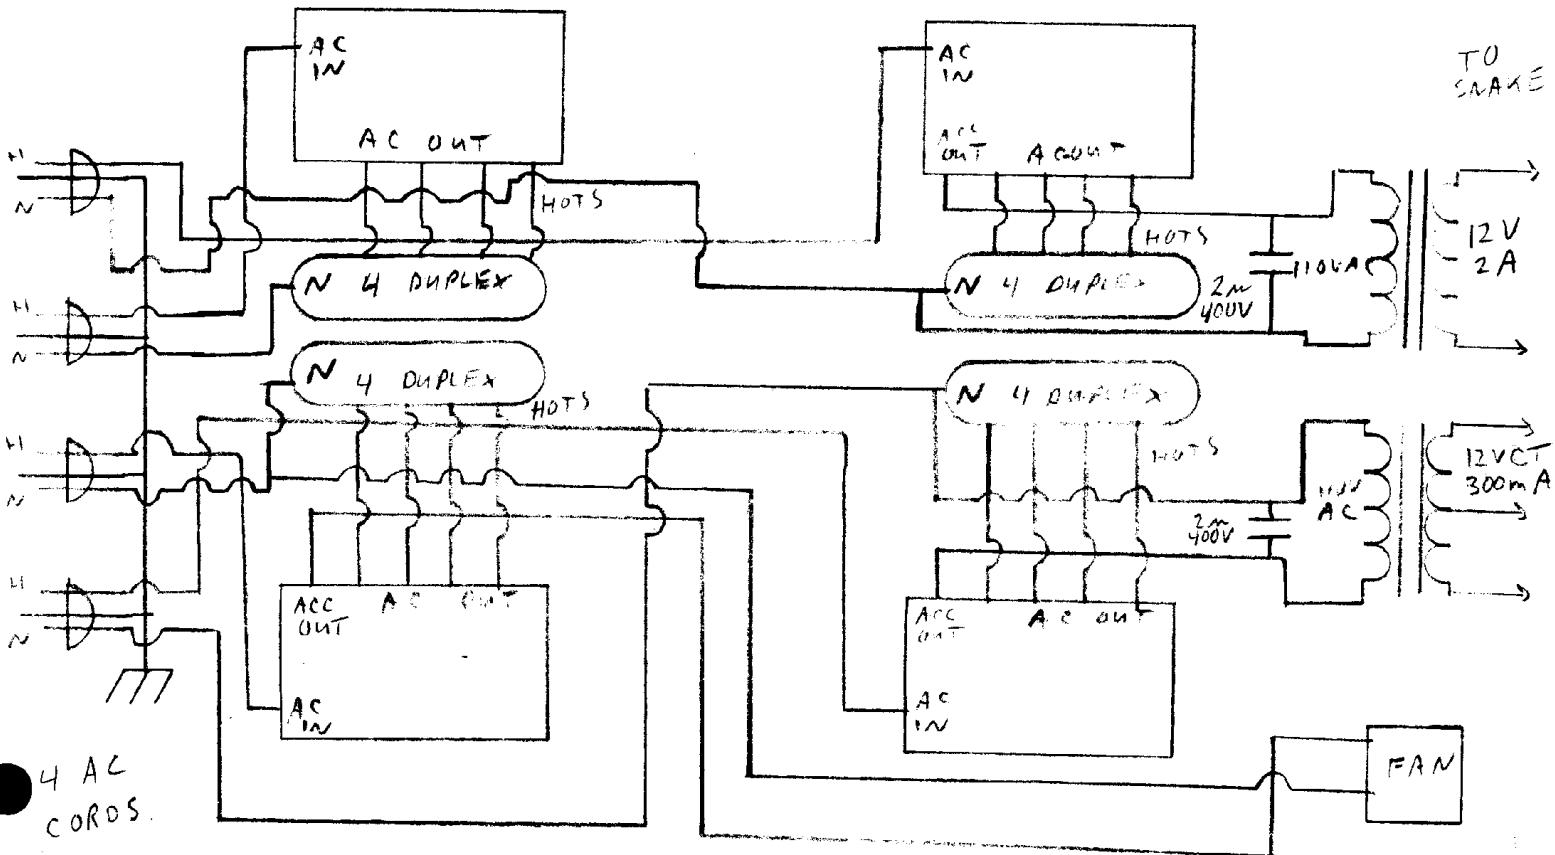 AC
IN
AC OUT
HOTS
N 4 DUPLEX
AC
IN
ACC
OUT
AC OUT
HOTS
N 4 DUPLEX
TO
SNAKE
110VAC
12V
2A
400V
H
N
H
N
H
N
H
N
N 4 DUPLEX
HOTS
N 4 DUPLEX
HOTS
400V
110V
AC
12VCT
300mA
ACC
OUT
AC OUT
AC
IN
ACC
OUT
AC OUT
AC
IN
FAN
4 AC
CORDS.